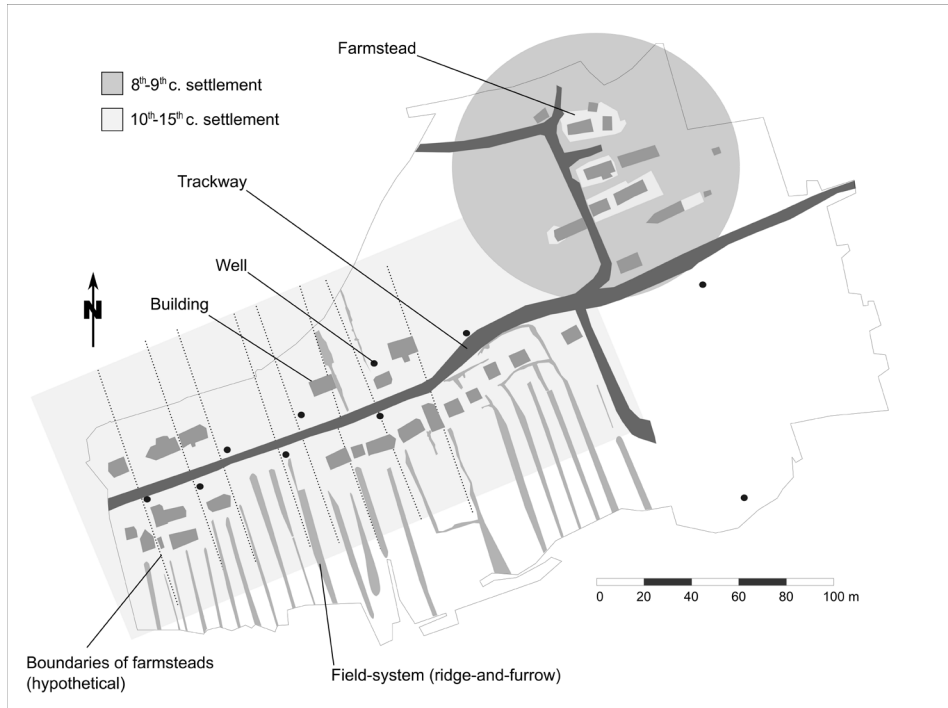 Farmstead
8th-9th c. settlement
10th-15th c. settlement
Trackway
Well
Building
N
0 20 40 60 80 100 m
Boundaries of farmsteads
(hypothetical)
Field-system (ridge-and-furrow)